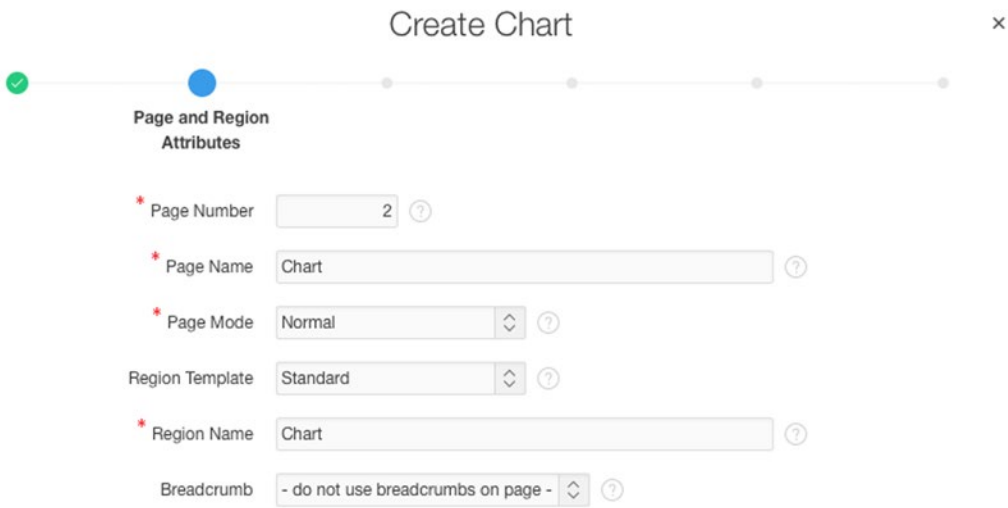 Create Chart
×
Page and Region
Attributes
* Page Number 2 ?
* Page Name Chart ?
* Page Mode Normal ?
Region Template Standard ?
* Region Name Chart ?
Breadcrumb - do not use breadcrumbs on page - ?